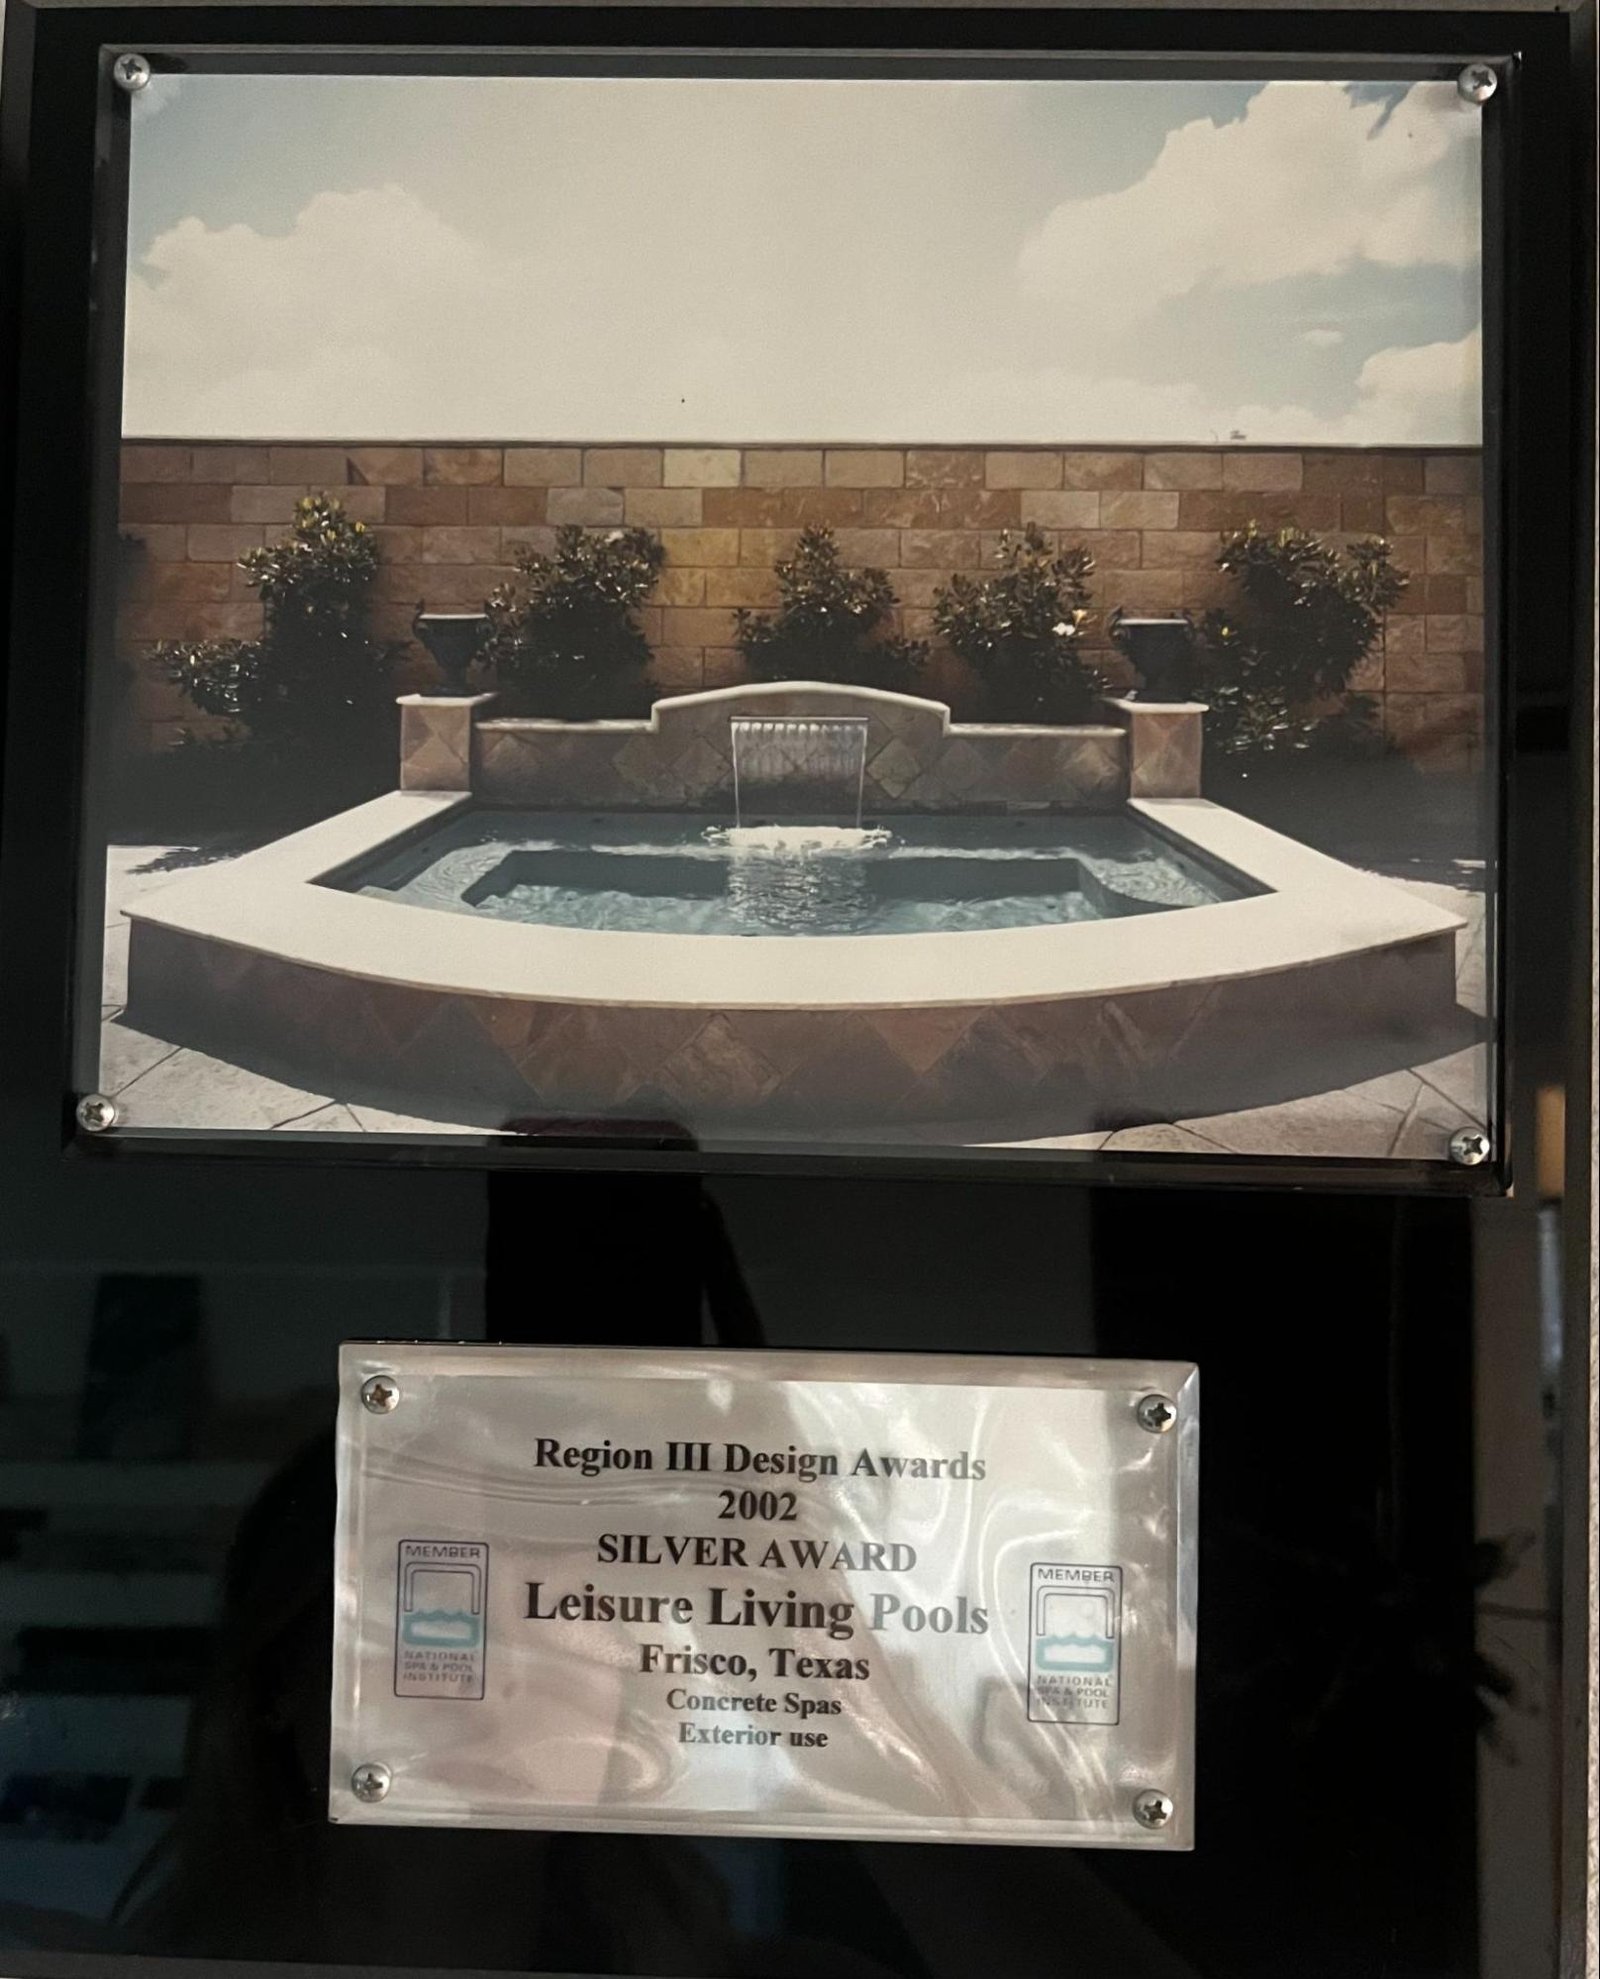 Region III Design Awards
2002
SILVER AWARD
Leisure Living Pools
Frisco, Texas
Concrete Spas
Exterior use
MEMBER
NATIONAL
SPA & POOL
INSTITUTE
MEMBER
NATIONAL
SPA & POOL
INSTITUTE